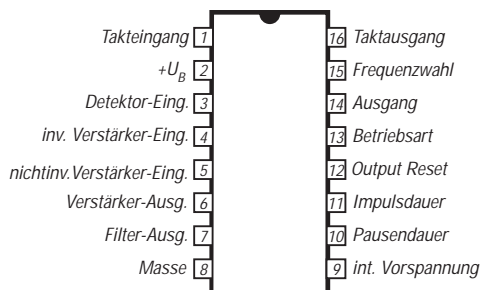 Takteingang 1 16 Taktausgang
+UB 2 15 Frequenzwahl
Detektor-Eing. 3 14 Ausgang
inv. Verstärker-Eing. 4 13 Betriebsart
nichtinv.Verstärker-Eing. 5 12 Output Reset
Verstärker-Ausg. 6 11 Impulsdauer
Filter-Ausg. 7 10 Pausendauer
Masse 8 9 int. Vorspannung